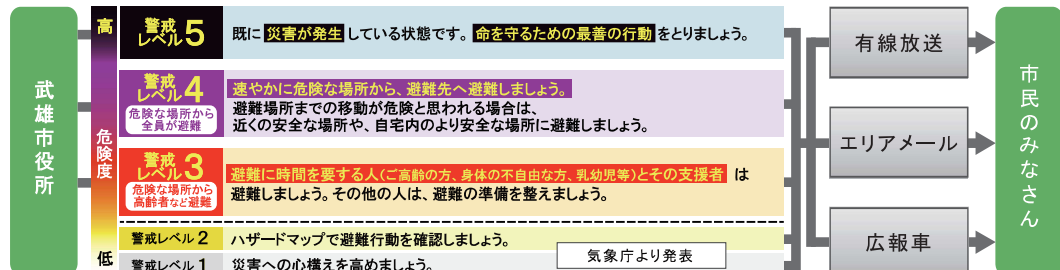 武雄市役所
高
危険度
低
警戒レベル5
既に 災害が発生 している状態です。 命を守るための最善の行動 をとりましょう。
警戒レベル4
危険な場所から
全員が避難
速やかに危険な場所から、避難先へ避難しましょう。
避難場所までの移動が危険と思われる場合は、
近くの安全な場所や、自宅内のより安全な場所に避難しましょう。
警戒レベル3
危険な場所から
高齢者など避難
避難に時間を要する人(ご高齢の方、身体の不自由な方、乳幼児等)とその支援者 は
避難しましょう。その他の人は、避難の準備を整えましょう。
警戒レベル 2
ハザードマップで避難行動を確認しましょう。
警戒レベル 1
災害への心構えを高めましょう。
気象庁より発表
有線放送
エリアメール
広報車
市民のみなさん